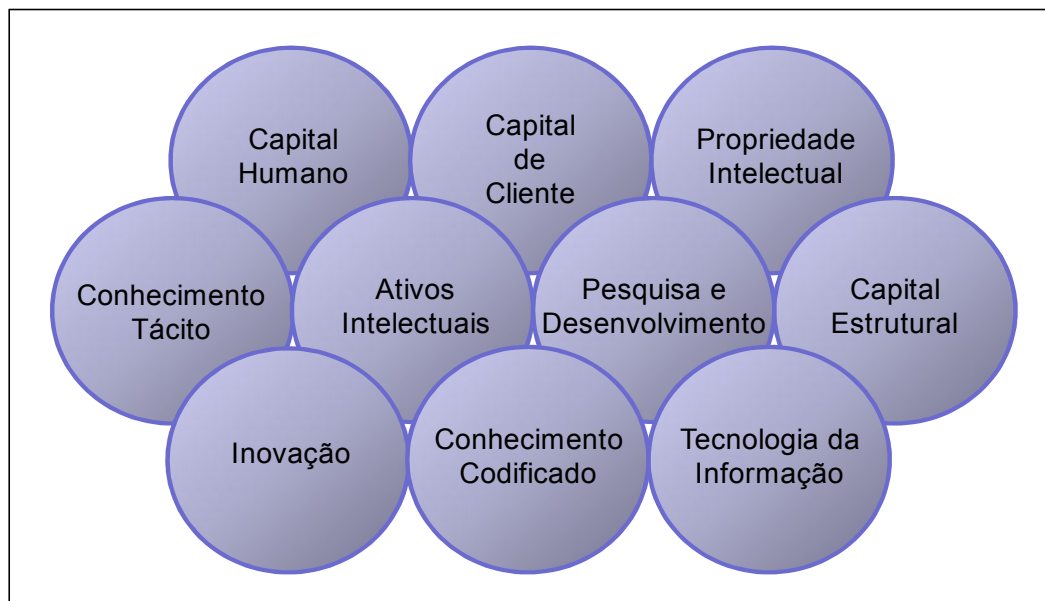 Capital
Humano
Capital
de
Cliente
Propriedade
Intelectual
Conhecimento
Tácito
Ativos
Intelectuais
Pesquisa e
Desenvolvimento
Capital
Estrutural
Inovação
Conhecimento
Codificado
Tecnologia da
Informação